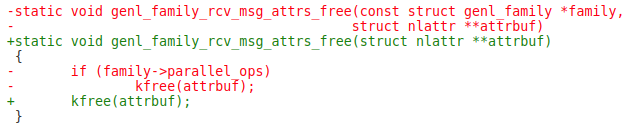 -static void genl_family_rcv_msg_attrs_free(const struct genl_family *family,
-                                           struct nlattr **attrbuf)
+static void genl_family_rcv_msg_attrs_free(struct nlattr **attrbuf)
 {
-       if (family->parallel_ops)
-               kfree(attrbuf);
+       kfree(attrbuf);
 }